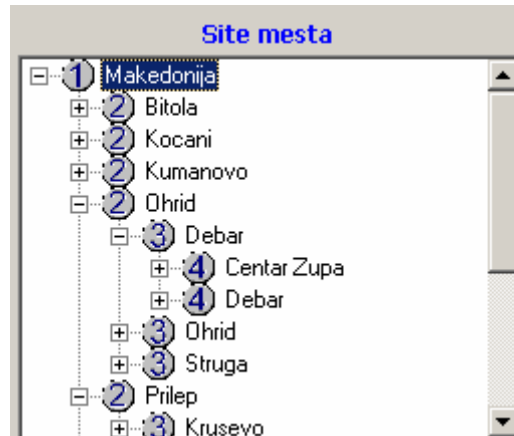 Site mesta
1 Makedonija
2 Bitola
2 Kocani
2 Kumanovo
2 Ohrid
3 Debar
4 Centar Zupa
4 Debar
3 Ohrid
3 Struga
2 Prilep
3 Krusevo